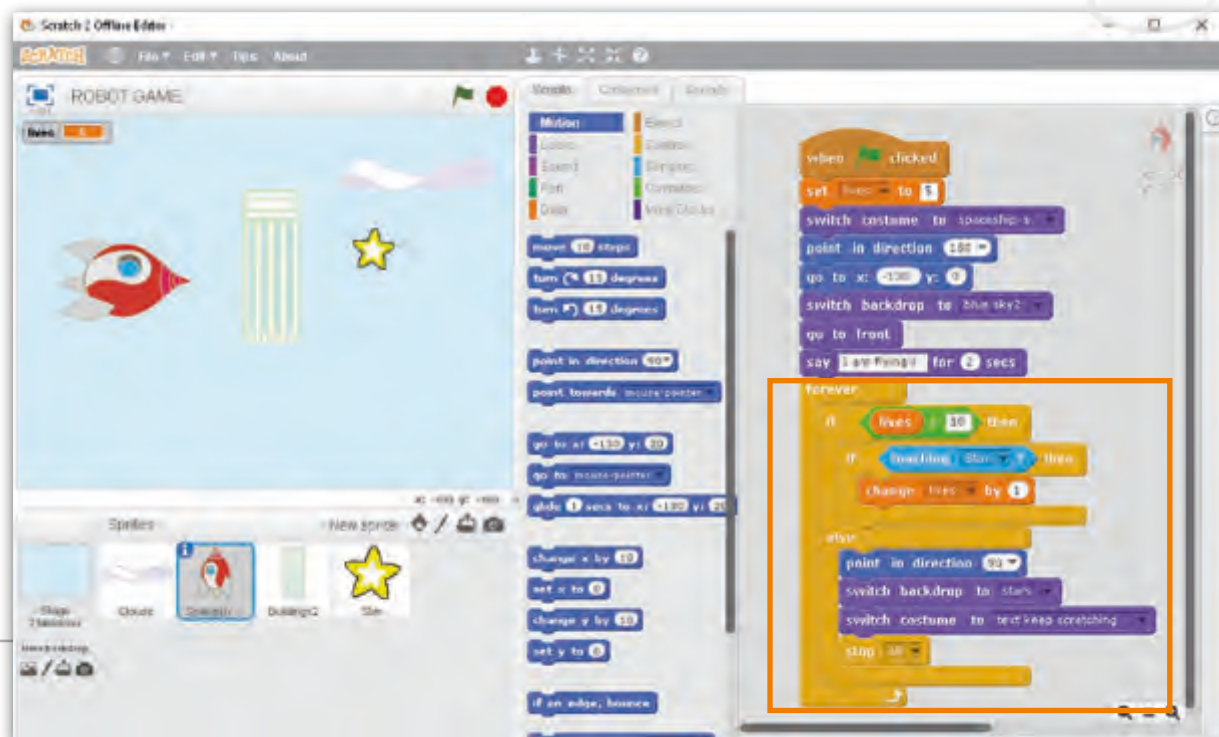 Scratch 2 Offline Editor
SCRATCH File Edit Tips About
ROBOT GAME
lives
Scripts Costumes Sounds
Motion
Looks Control
Sound Sensing
Pen Operators
Data More Blocks
move 10 steps
turn 15 degrees
turn 15 degrees
point in direction 90
point towards mouse-pointer
go to x: -130 y: 20
go to mouse-pointer
glide 1 secs to x: -130 y: 20
change x by 10
set x to 0
change y by 10
set y to 0
if on edge, bounce
when clicked
set lives to 5
switch costume to spaceship-a
point in direction 180
go to x: -130 y: 0
switch backdrop to blue sky2
go to front
say I am flying!! for 2 secs
forever
if lives 10 then
if touching Star ? then
change lives by 1
else
point in direction 90
switch backdrop to stars
switch costume to text keep scratching
stop all
x: y:
Sprites New sprite:
Stage
2 backdrops
Clouds Spaceship Buildings2 Star
New backdrop